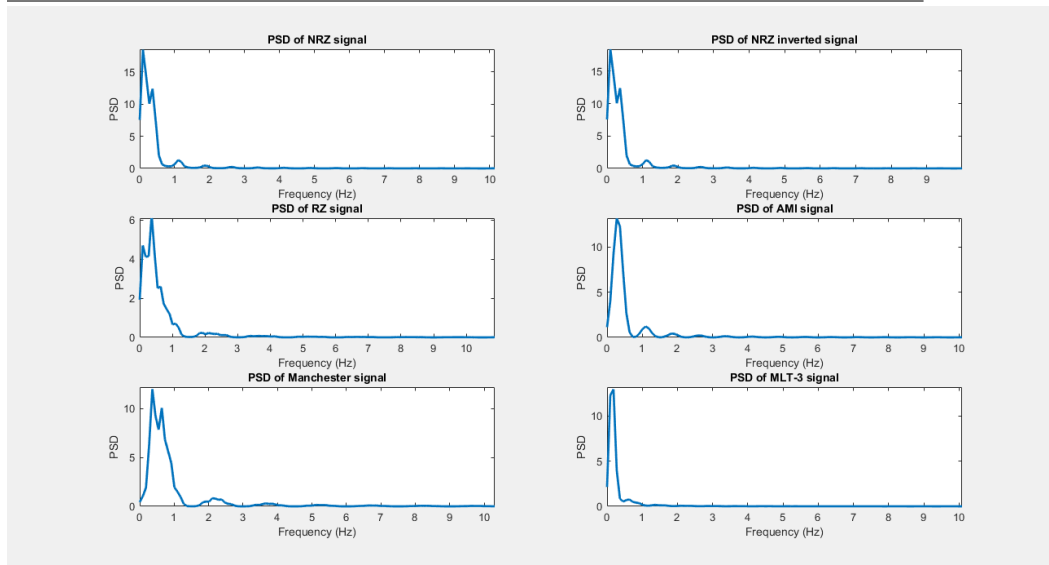 PSD of NRZ signal
15
10
5
0
PSD
0 1 2 3 4 5 6 7 8 9 10
Frequency (Hz)
PSD of NRZ inverted signal
15
10
5
0
PSD
0 1 2 3 4 5 6 7 8 9
Frequency (Hz)
PSD of RZ signal
6
4
2
0
PSD
0 1 2 3 4 5 6 7 8 9 10
Frequency (Hz)
PSD of AMI signal
10
5
0
PSD
0 1 2 3 4 5 6 7 8 9 10
Frequency (Hz)
PSD of Manchester signal
10
5
0
PSD
0 1 2 3 4 5 6 7 8 9 10
Frequency (Hz)
PSD of MLT-3 signal
10
5
0
PSD
0 1 2 3 4 5 6 7 8 9 10
Frequency (Hz)